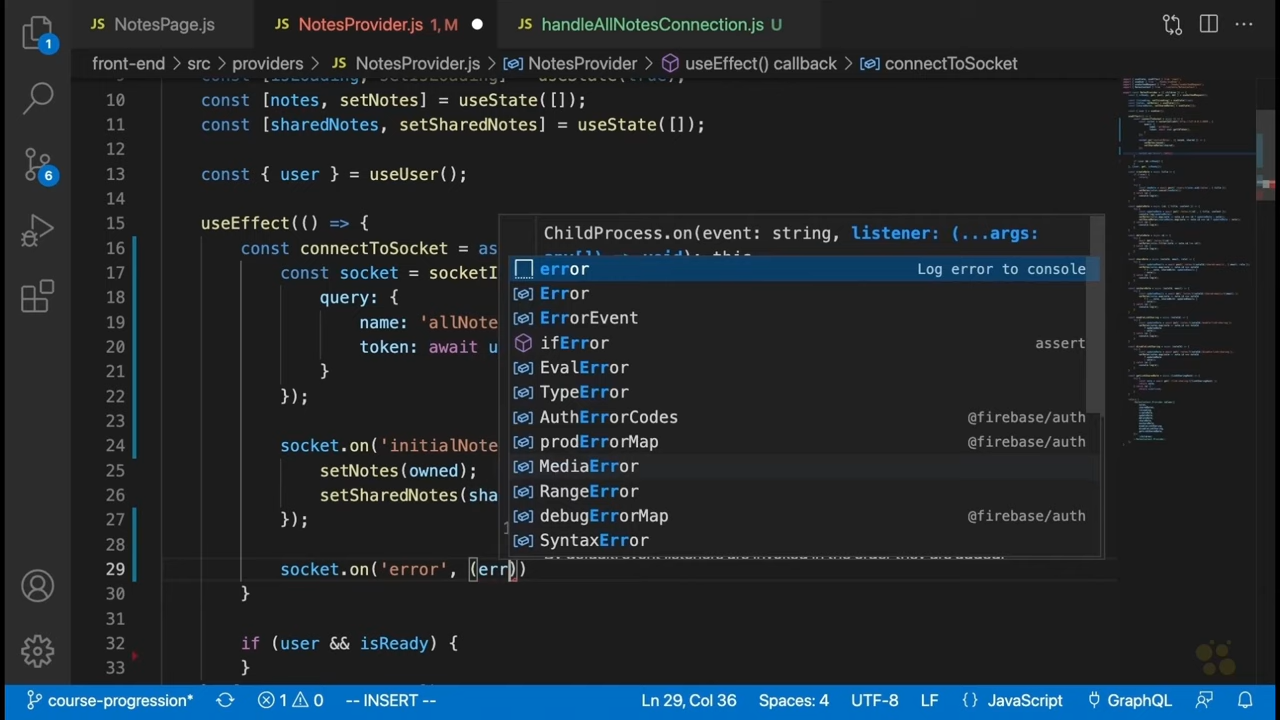 NotesPage.js
NotesProvider.js 1, M
handleAllNotesConnection.js U
front-end > src > providers > NotesProvider.js > NotesProvider > useEffect() callback > connectToSocket
10 const [notes, setNotes] = useState([]);
11 const [sharedNotes, setSharedNotes] = useState([]);
12
13 const { user } = useUser();
14
15 useEffect(() => {
16 const connectToSocket = as
17 const socket = socketI
18 query: {
19 name: 'allNote
20 token: await u
21 }
22 });
23
24 socket.on('initialNote
25 setNotes(owned);
26 setSharedNotes(sha
27 });
28
29 socket.on('error', (err))
30 }
31
32 if (user && isReady) {
33 }
ChildProcess.on(event: string, listener: (...args:
error Log error to console
Error
ErrorEvent
ifError assert
EvalError
TypeError
AuthErrorCodes @firebase/auth
prodErrorMap @firebase/auth
MediaError
RangeError
debugErrorMap @firebase/auth
SyntaxError
1
6
course-progression* 1 0 -- INSERT -- Ln 29, Col 36 Spaces: 4 UTF-8 LF {} JavaScript GraphQL